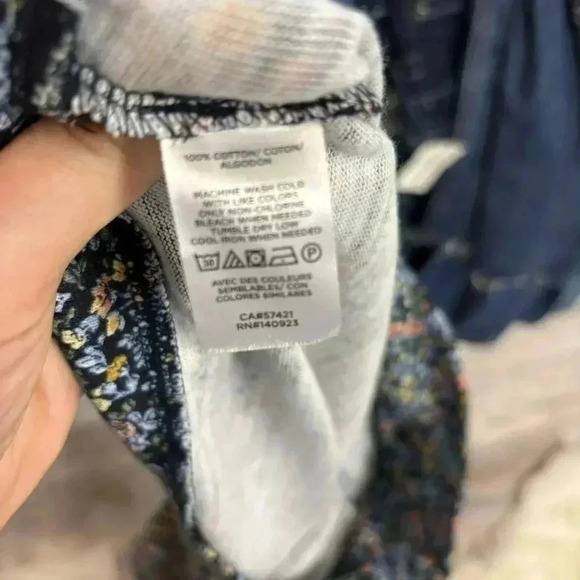 100% COTTON/ COTON/
ALGODON
MACHINE WASH COLD
WITH LIKE COLORS
ONLY NON-CHLORINE
BLEACH WHEN NEEDED
TUMBLE DRY LOW
COOL IRON WHEN NEEDED
30 P
AVEC DES COULEURS
SEMBLABLES/ CON
COLORES SIMILARES
CA#57421
RN#140923